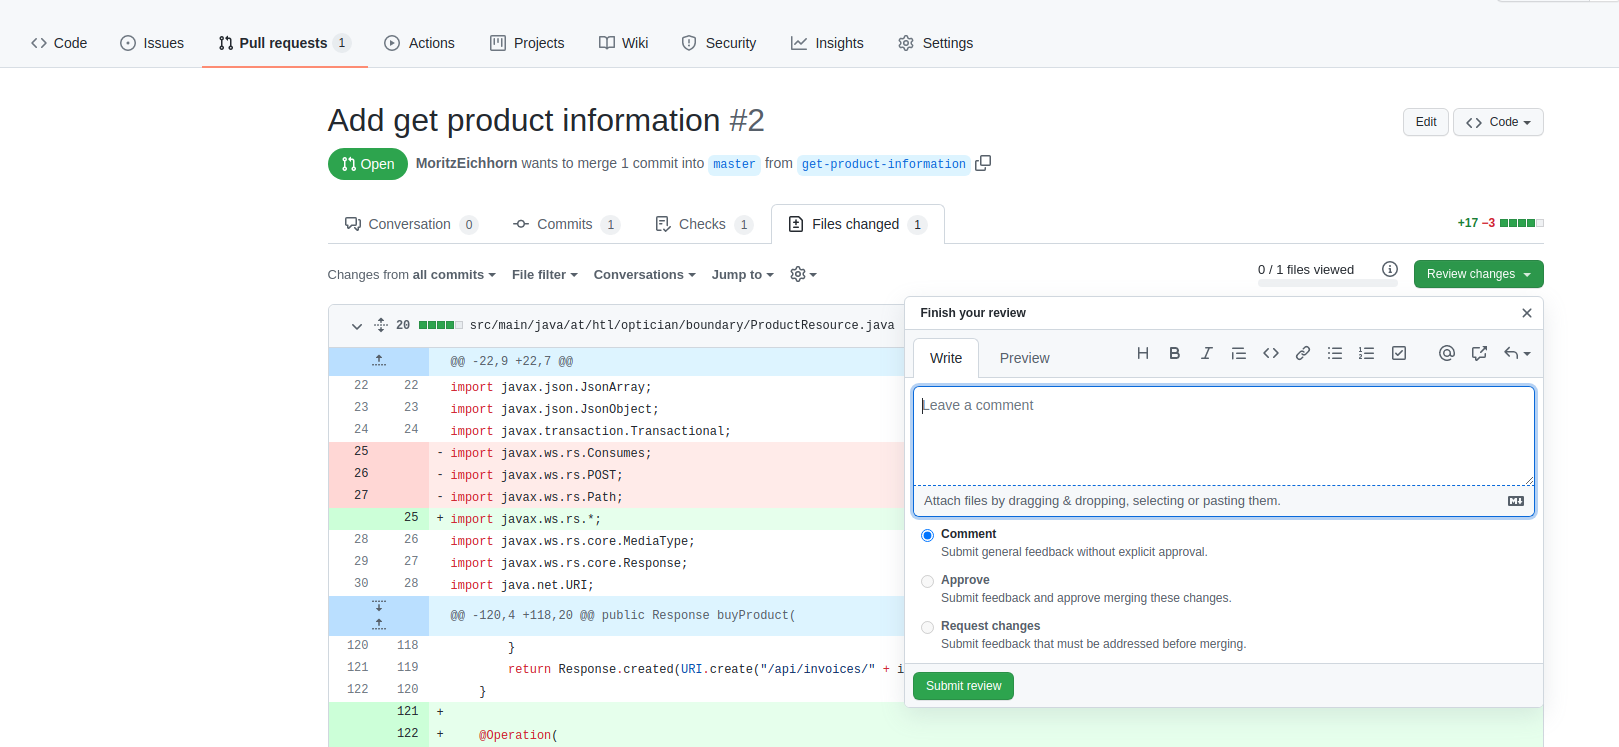 Code Issues Pull requests 1 Actions Projects Wiki Security Insights Settings
Add get product information #2
Edit Code
Open MoritzEichhorn wants to merge 1 commit into master from get-product-information
Conversation 0 Commits 1 Checks 1 Files changed 1
+17 −3
Changes from all commits File filter Conversations Jump to
0 / 1 files viewed
Review changes
20 src/main/java/at/htl/optician/boundary/ProductResource.java
@@ -22,9 +22,7 @@
22 22 import javax.json.JsonArray;
23 23 import javax.json.JsonObject;
24 24 import javax.transaction.Transactional;
25 - import javax.ws.rs.Consumes;
26 - import javax.ws.rs.POST;
27 - import javax.ws.rs.Path;
25 + import javax.ws.rs.*;
28 26 import javax.ws.rs.core.MediaType;
29 27 import javax.ws.rs.core.Response;
30 28 import java.net.URI;
@@ -120,4 +118,20 @@ public Response buyProduct(
120 118 }
121 119 return Response.created(URI.create("/api/invoices/" + i
122 120 }
121 +
122 + @Operation(
Finish your review
Write Preview
Leave a comment
Attach files by dragging & dropping, selecting or pasting them.
Comment
Submit general feedback without explicit approval.
Approve
Submit feedback and approve merging these changes.
Request changes
Submit feedback that must be addressed before merging.
Submit review